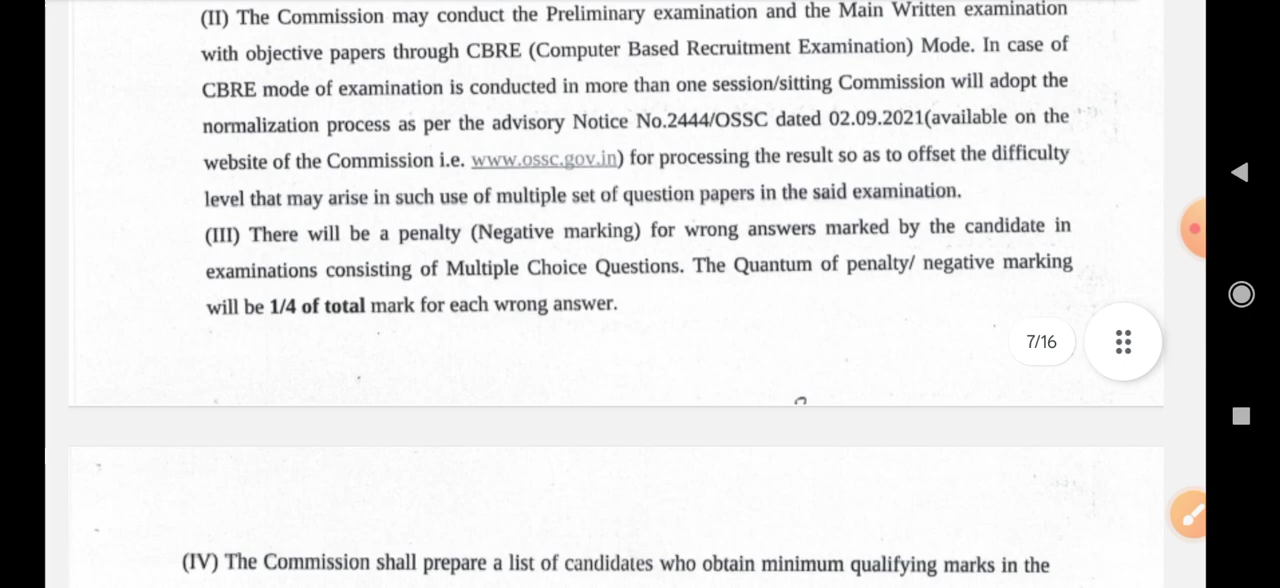 (II) The Commission may conduct the Preliminary examination and the Main Written examination
with objective papers through CBRE (Computer Based Recruitment Examination) Mode. In case of
CBRE mode of examination is conducted in more than one session/sitting Commission will adopt the
normalization process as per the advisory Notice No.2444/OSSC dated 02.09.2021(available on the
website of the Commission i.e. www.ossc.gov.in) for processing the result so as to offset the difficulty
level that may arise in such use of multiple set of question papers in the said examination.
(III) There will be a penalty (Negative marking) for wrong answers marked by the candidate in
examinations consisting of Multiple Choice Questions. The Quantum of penalty/ negative marking
will be 1/4 of total mark for each wrong answer.
7/16
(IV) The Commission shall prepare a list of candidates who obtain minimum qualifying marks in the